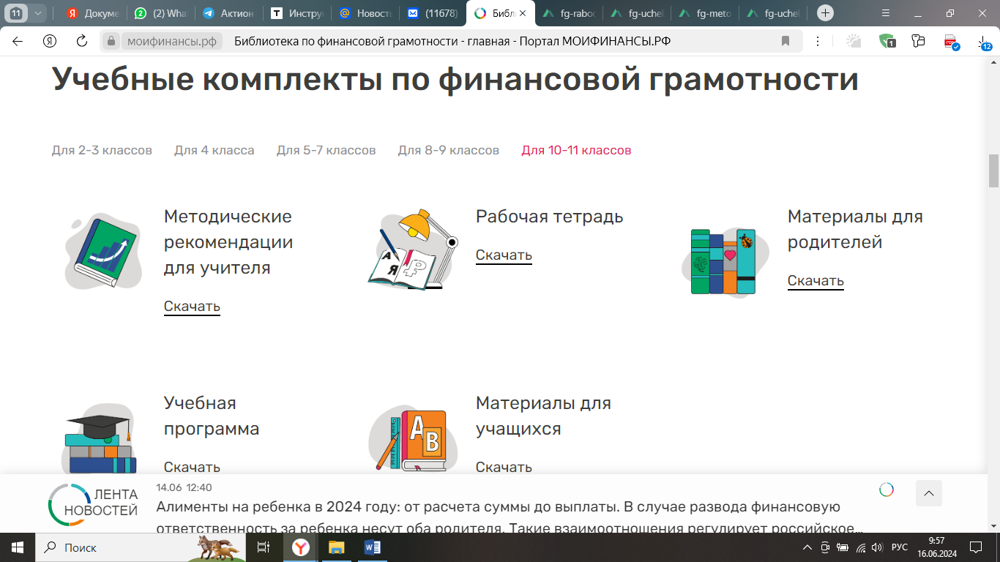 11
Докуме
(2) What
Актион
Инстру
Новост
(11678)
Библ
fg-raboc
fg-uchel
fg-meto
fg-uchel
моифинансы.рф
Библиотека по финансовой грамотности - главная - Портал МОИФИНАНСЫ.РФ
1
12
Учебные комплекты по финансовой грамотности
Для 2-3 классов
Для 4 класса
Для 5-7 классов
Для 8-9 классов
Для 10-11 классов
Методические
рекомендации
для учителя
Скачать
А
Я
Рабочая тетрадь
Скачать
Материалы для
родителей
Скачать
Учебная
программа
Скачать
A
B
Материалы для
учащихся
Скачать
ЛЕНТА
НОВОСТЕЙ
14.06 12:40
Алименты на ребенка в 2024 году: от расчета суммы до выплаты. В случае развода финансовую
ответственность за ребенка несут оба родителя. Такие взаимоотношения регулирует российское...
Поиск
РУС
9:57
16.06.2024